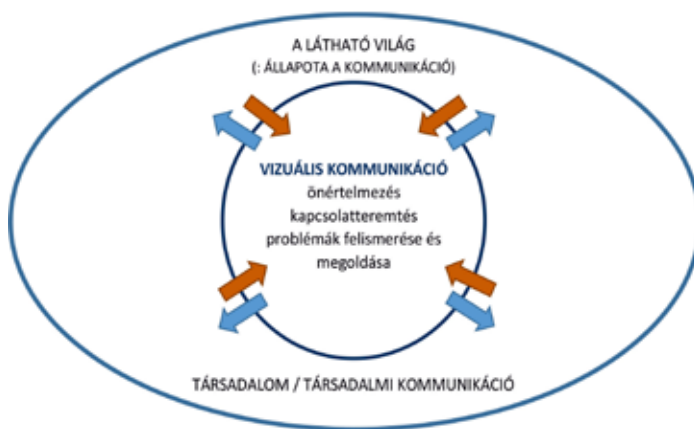 A LÁTHATÓ VILÁG
(: ÁLLAPOTA A KOMMUNIKÁCIÓ)
VIZUÁLIS KOMMUNIKÁCIÓ
önértelmezés
kapcsolatteremtés
problémák felismerése és
megoldása
TÁRSADALOM / TÁRSADALMI KOMMUNIKÁCIÓ